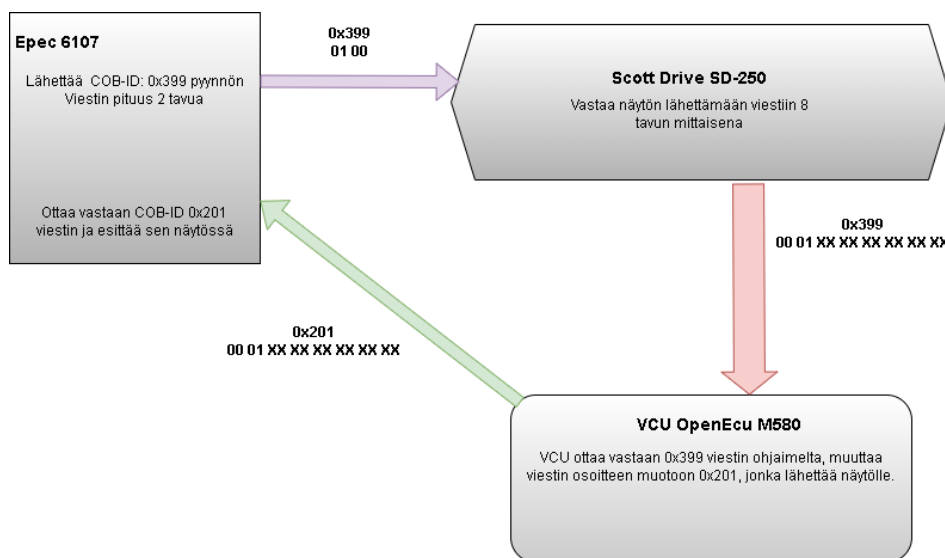 Epec 6107
Lähettää COB-ID: 0x399 pyynnön
Viestin pituus 2 tavua
Ottaa vastaan COB-ID 0x201
viestin ja esittää sen näytössä
0x399
01 00
Scott Drive SD-250
Vastaa näytön lähettämään viestiin 8
tavun mittaisena
0x399
00 01 XX XX XX XX XX XX
0x201
00 01 XX XX XX XX XX XX
VCU OpenEcu M580
VCU ottaa vastaan 0x399 viestin ohjaimelta, muuttaa
viestin osoitteen muotoon 0x201, jonka lähettää näytölle.